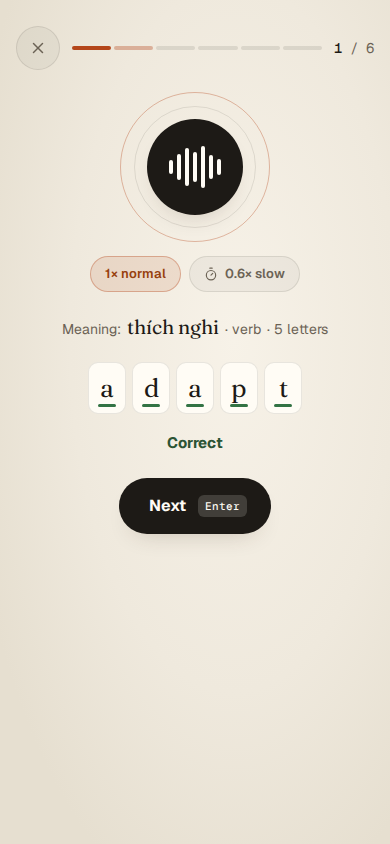 1 / 6
1× normal
0.6× slow
Meaning: thích nghi · verb · 5 letters
a d a p t
Correct
Next Enter